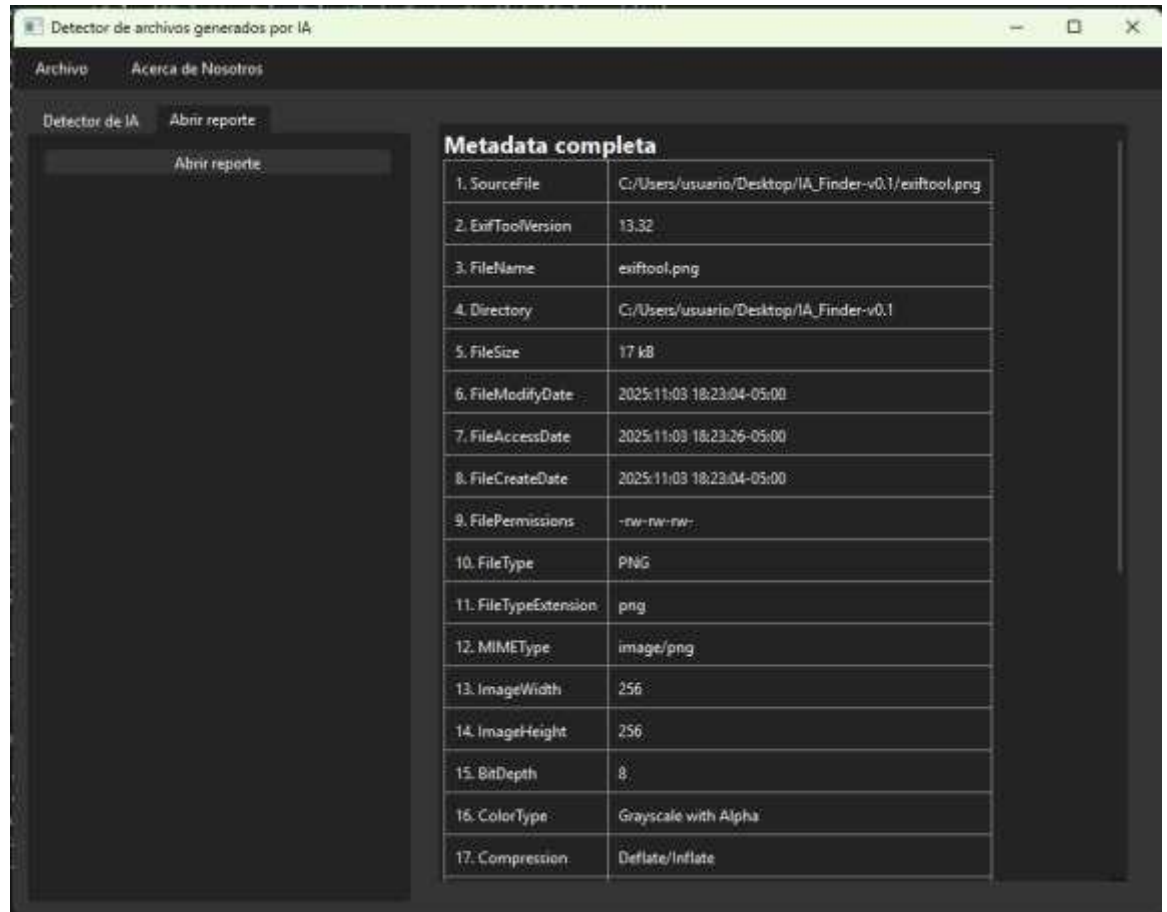 Detector de archivos generados por IA
Archivo Acerca de Nosotros
Detector de IA Abrir reporte
Abrir reporte
Metadata completa
1. SourceFile C:/Users/usuario/Desktop/IA_Finder-v0.1/exiftool.png
2. ExifToolVersion 13.32
3. FileName exiftool.png
4. Directory C:/Users/usuario/Desktop/IA_Finder-v0.1
5. FileSize 17 kB
6. FileModifyDate 2025:11:03 18:23:04-05:00
7. FileAccessDate 2025:11:03 18:23:26-05:00
8. FileCreateDate 2025:11:03 18:23:04-05:00
9. FilePermissions -rw-rw-rw-
10. FileType PNG
11. FileTypeExtension png
12. MIMEType image/png
13. ImageWidth 256
14. ImageHeight 256
15. BitDepth 8
16. ColorType Grayscale with Alpha
17. Compression Deflate/Inflate